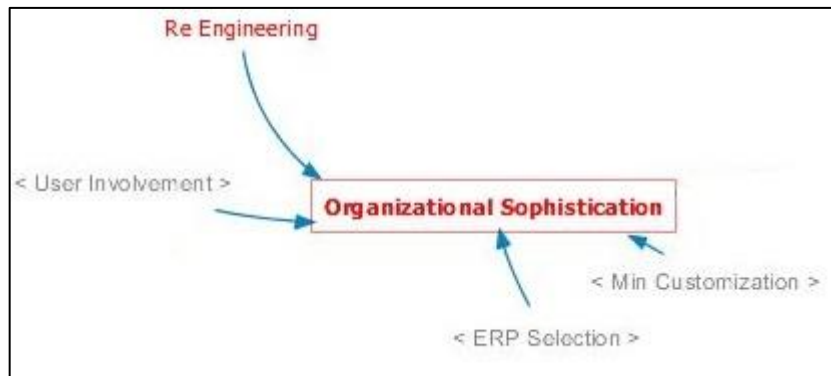 Re Engineering
< User Involvement >
Organizational Sophistication
< Min Customization >
< ERP Selection >